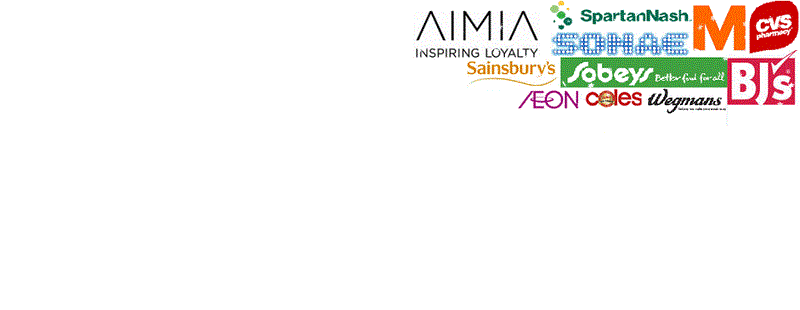 AIMIA
INSPIRING LOYALTY
SpartanNash
SONAE
M
CVS
pharmacy
Sainsbury's
Sobeys Better food for all
BJ's
ÆON
coles
Wegmans